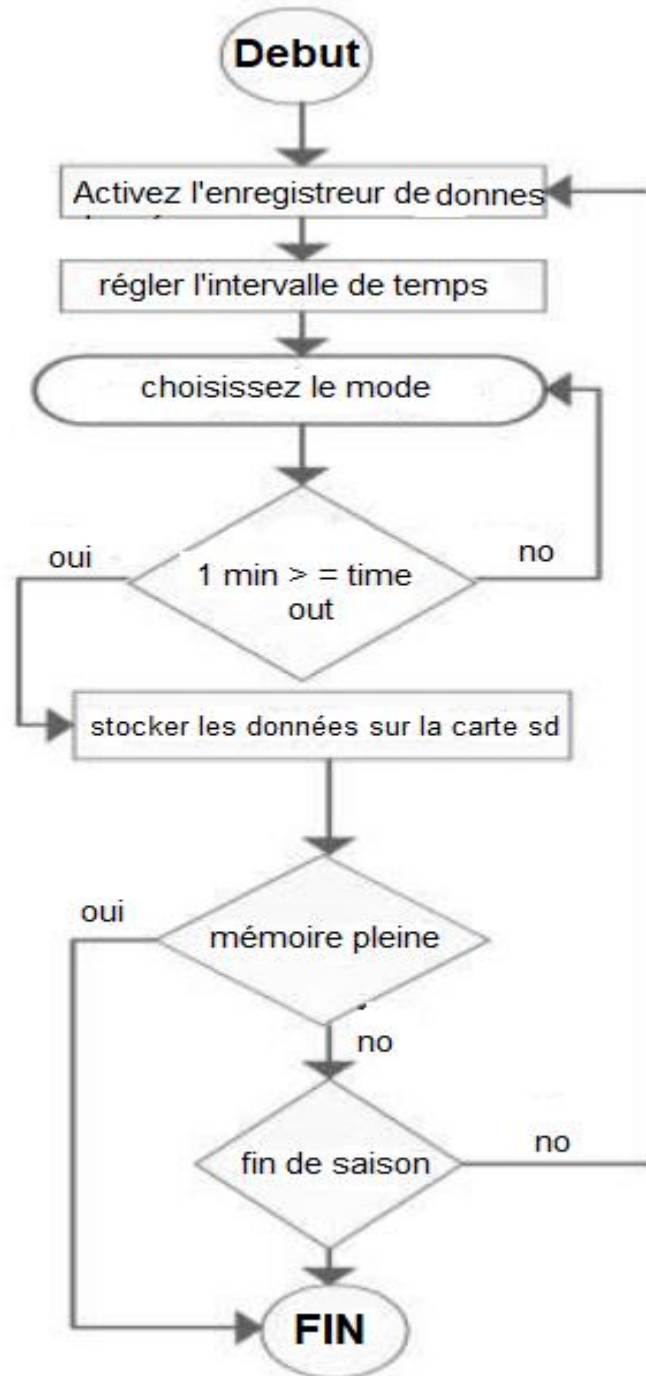 Debut
Activez l'enregistreur de donnes
régler l'intervalle de temps
choisissez le mode
oui
no
1 min > = time
out
stocker les données sur la carte sd
oui
mémoire pleine
no
fin de saison
no
FIN